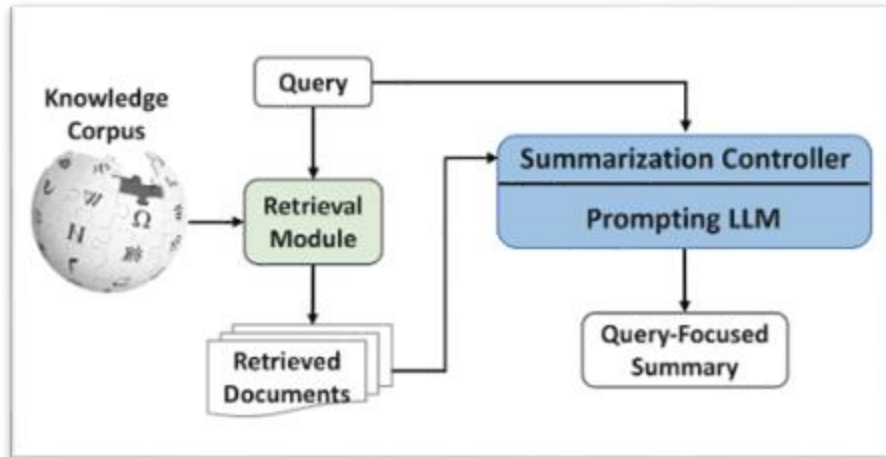 Query
Knowledge
Corpus
Summarization Controller
Prompting LLM
Retrieval
Module
Retrieved
Documents
Query-Focused
Summary
W
Ω
И